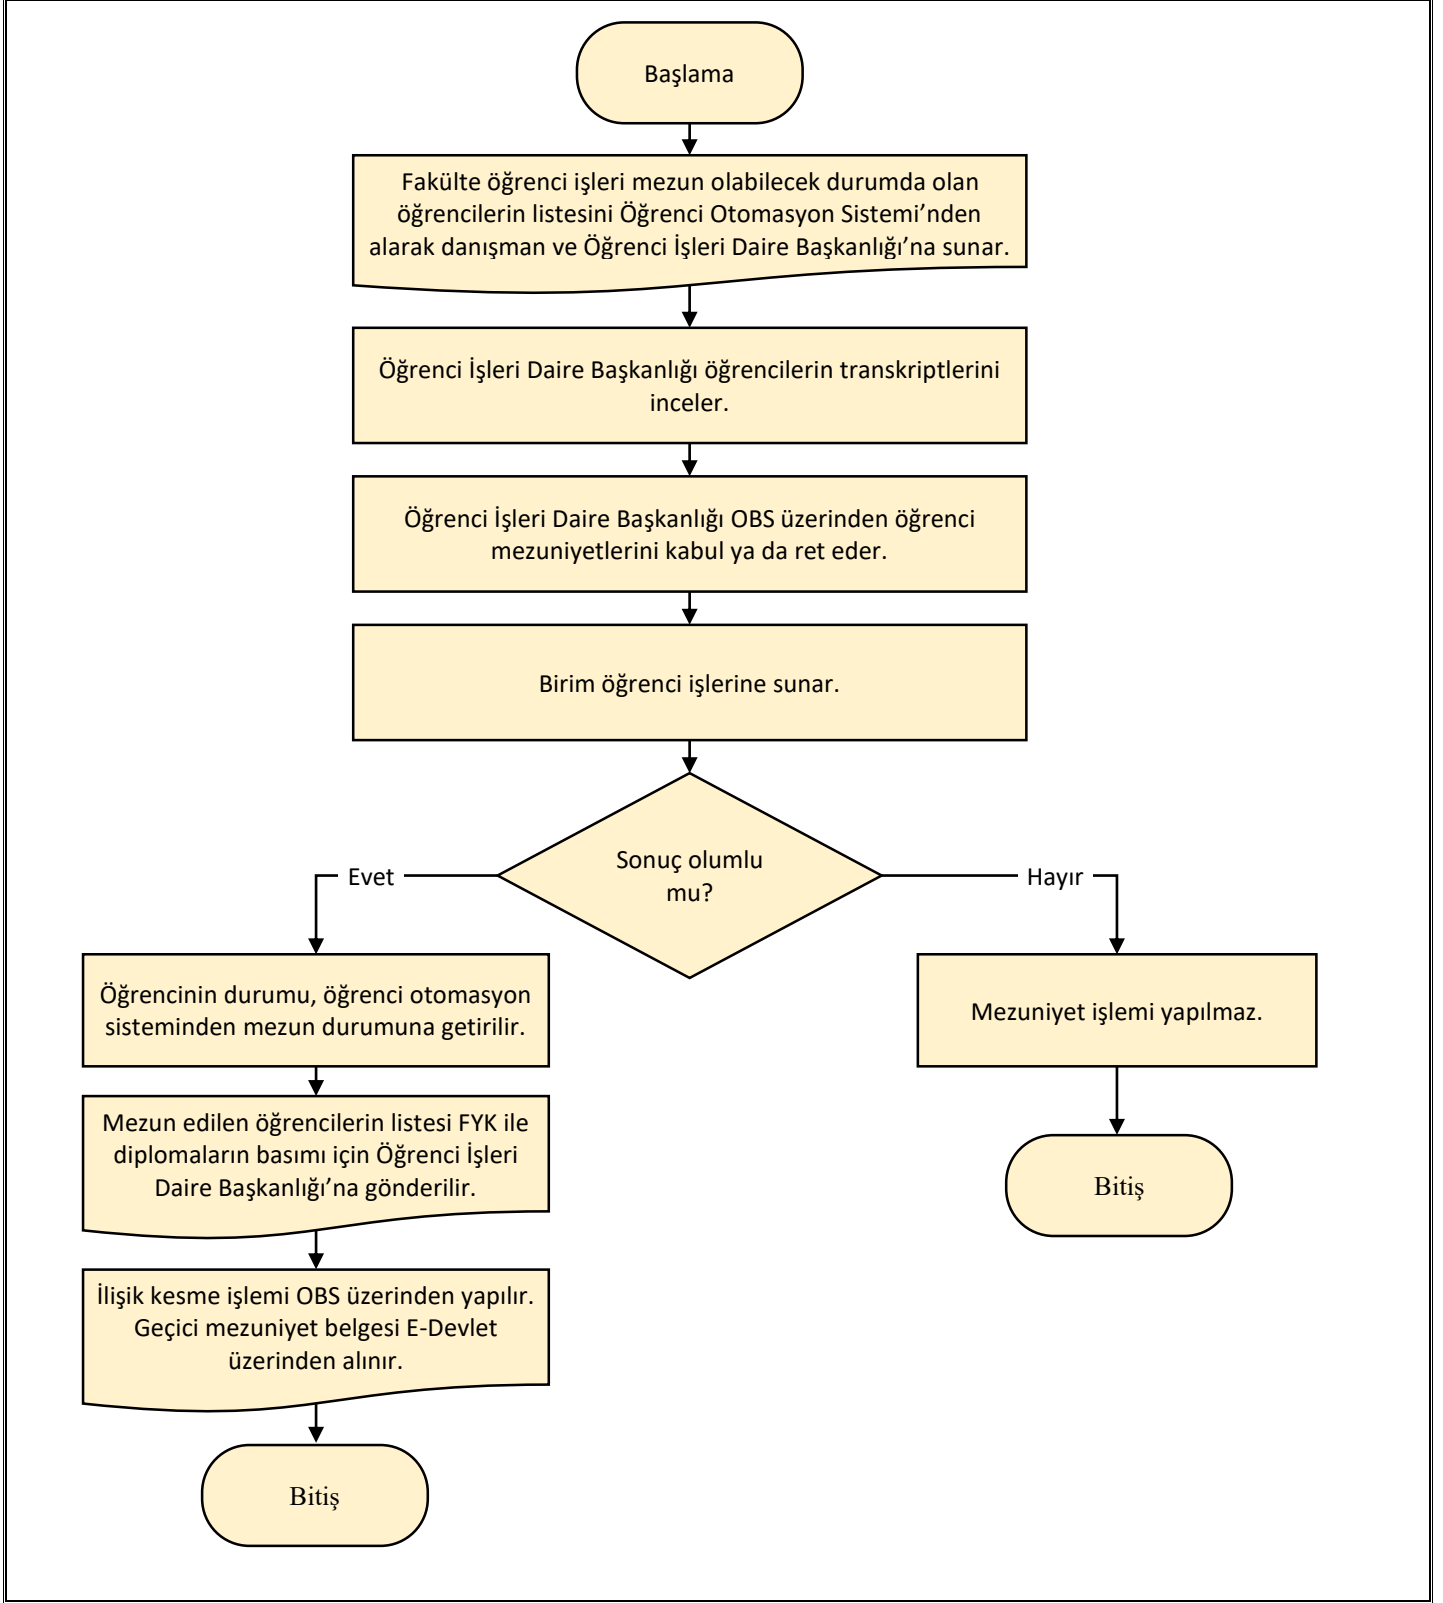 Başlama
Fakülte öğrenci işleri mezun olabilecek durumda olan
öğrencilerin listesini Öğrenci Otomasyon Sistemi’nden
alarak danışman ve Öğrenci İşleri Daire Başkanlığı’na sunar.
Öğrenci İşleri Daire Başkanlığı öğrencilerin transkriptlerini
inceler.
Öğrenci İşleri Daire Başkanlığı OBS üzerinden öğrenci
mezuniyetlerini kabul ya da ret eder.
Birim öğrenci işlerine sunar.
Sonuç olumlu
mu?
Evet
Hayır
Öğrencinin durumu, öğrenci otomasyon
sisteminden mezun durumuna getirilir.
Mezun edilen öğrencilerin listesi FYK ile
diplomaların basımı için Öğrenci İşleri
Daire Başkanlığı’na gönderilir.
İlişik kesme işlemi OBS üzerinden yapılır.
Geçici mezuniyet belgesi E-Devlet
üzerinden alınır.
Bitiş
Mezuniyet işlemi yapılmaz.
Bitiş